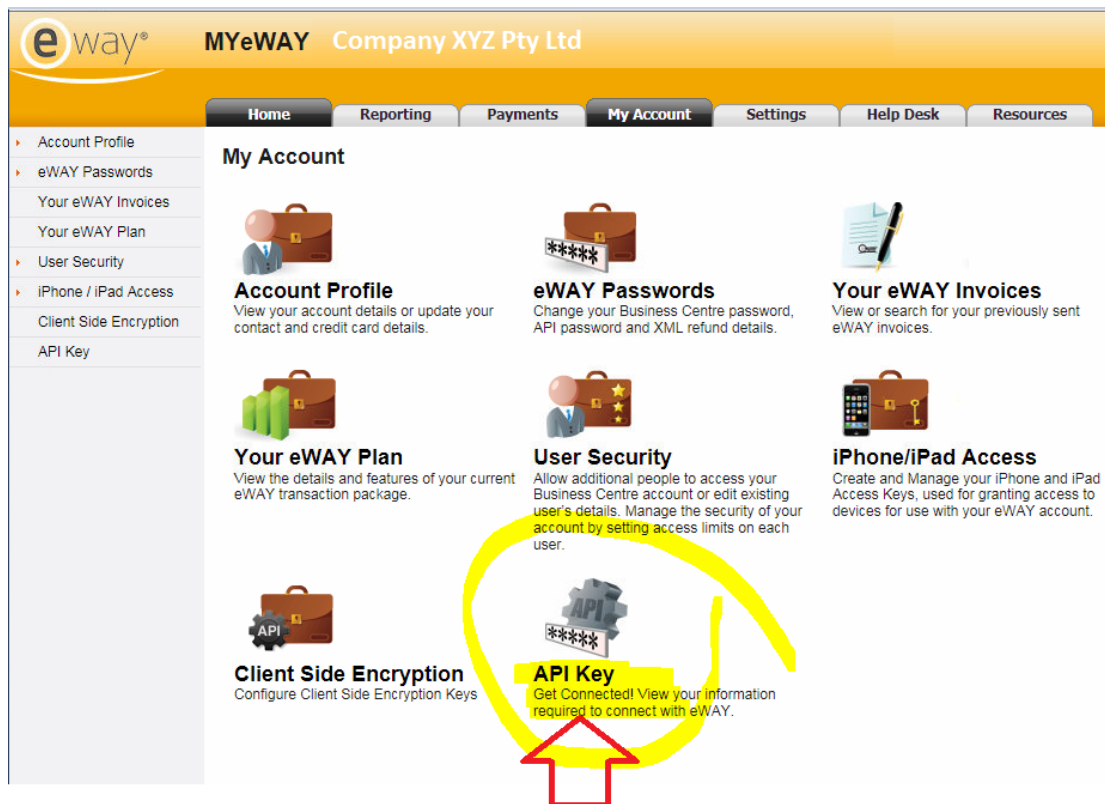 eway®
MYeWAY Company XYZ Pty Ltd
Home Reporting Payments My Account Settings Help Desk Resources
Account Profile
eWAY Passwords
Your eWAY Invoices
Your eWAY Plan
User Security
iPhone / iPad Access
Client Side Encryption
API Key
My Account
Account Profile
View your account details or update your
contact and credit card details.
*****
eWAY Passwords
Change your Business Centre password,
API password and XML refund details.
Your eWAY Invoices
View or search for your previously sent
eWAY invoices.
Your eWAY Plan
View the details and features of your current
eWAY transaction package.
User Security
Allow additional people to access your
Business Centre account or edit existing
user's details. Manage the security of your
account by setting access limits on each
user.
iPhone/iPad Access
Create and Manage your iPhone and iPad
Access Keys, used for granting access to
devices for use with your eWAY account.
API
Client Side Encryption
Configure Client Side Encryption Keys
API
*****
API Key
Get Connected! View your information
required to connect with eWAY.